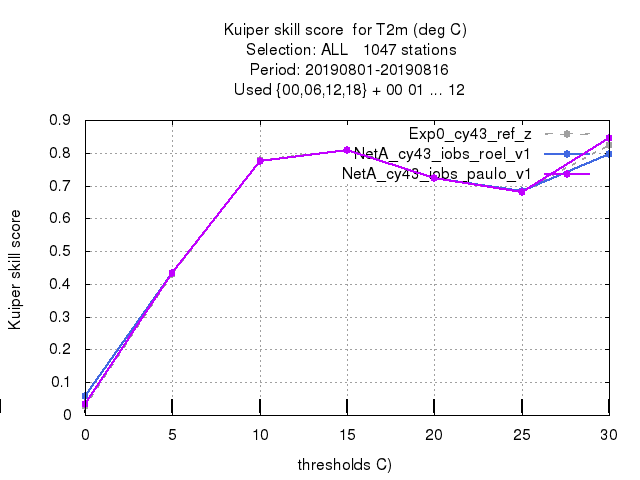 Kuiper skill score for T2m (deg C)
Selection: ALL 1047 stations
Period: 20190801-20190816
Used {00,06,12,18} + 00 01 ... 12
Exp0_cy43_ref_z
NetA_cy43_iobs_roel_v1
NetA_cy43_iobs_paulo_v1
Kuiper skill score
0.9
0.8
0.7
0.6
0.5
0.4
0.3
0.2
0.1
0
0 5 10 15 20 25 30
thresholds C)